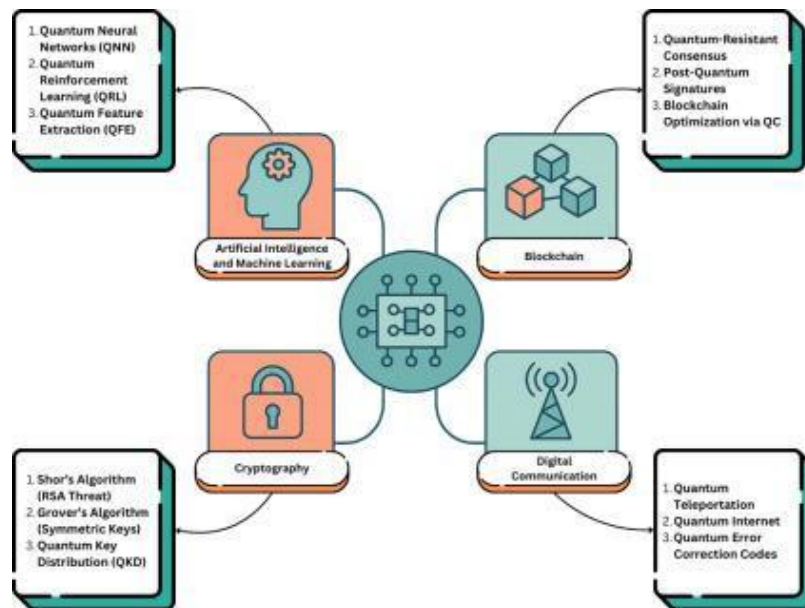 1. Quantum Neural
Networks (QNN)
2. Quantum
Reinforcement
Learning (QRL)
3. Quantum Feature
Extraction (QFE)
1. Quantum-Resistant
Consensus
2. Post-Quantum
Signatures
3. Blockchain
Optimization via QC
Artificial Intelligence
and Machine Learning
Blockchain
Cryptography
Digital
Communication
1. Shor's Algorithm
(RSA Threat)
2. Grover's Algorithm
(Symmetric Keys)
3. Quantum Key
Distribution (QKD)
1. Quantum
Teleportation
2. Quantum Internet
3. Quantum Error
Correction Codes